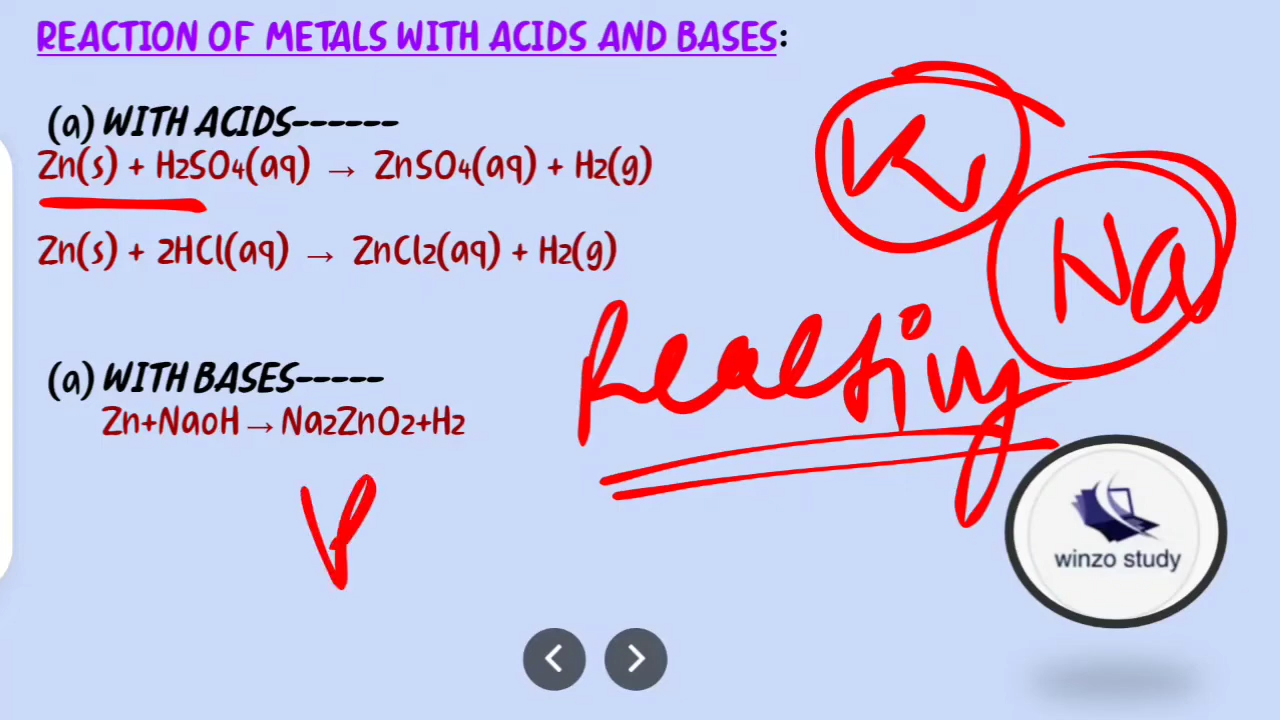 REACTION OF METALS WITH ACIDS AND BASES:
(a) WITH ACIDS------
Zn(s) + H₂SO₄(aq) → ZnSO₄(aq) + H₂(g)
Zn(s) + 2HCl(aq) → ZnCl₂(aq) + H₂(g)
K,
Na
(a) WITH BASES-----
Zn+NaoH→Na₂ZnO₂+H₂
winzo study